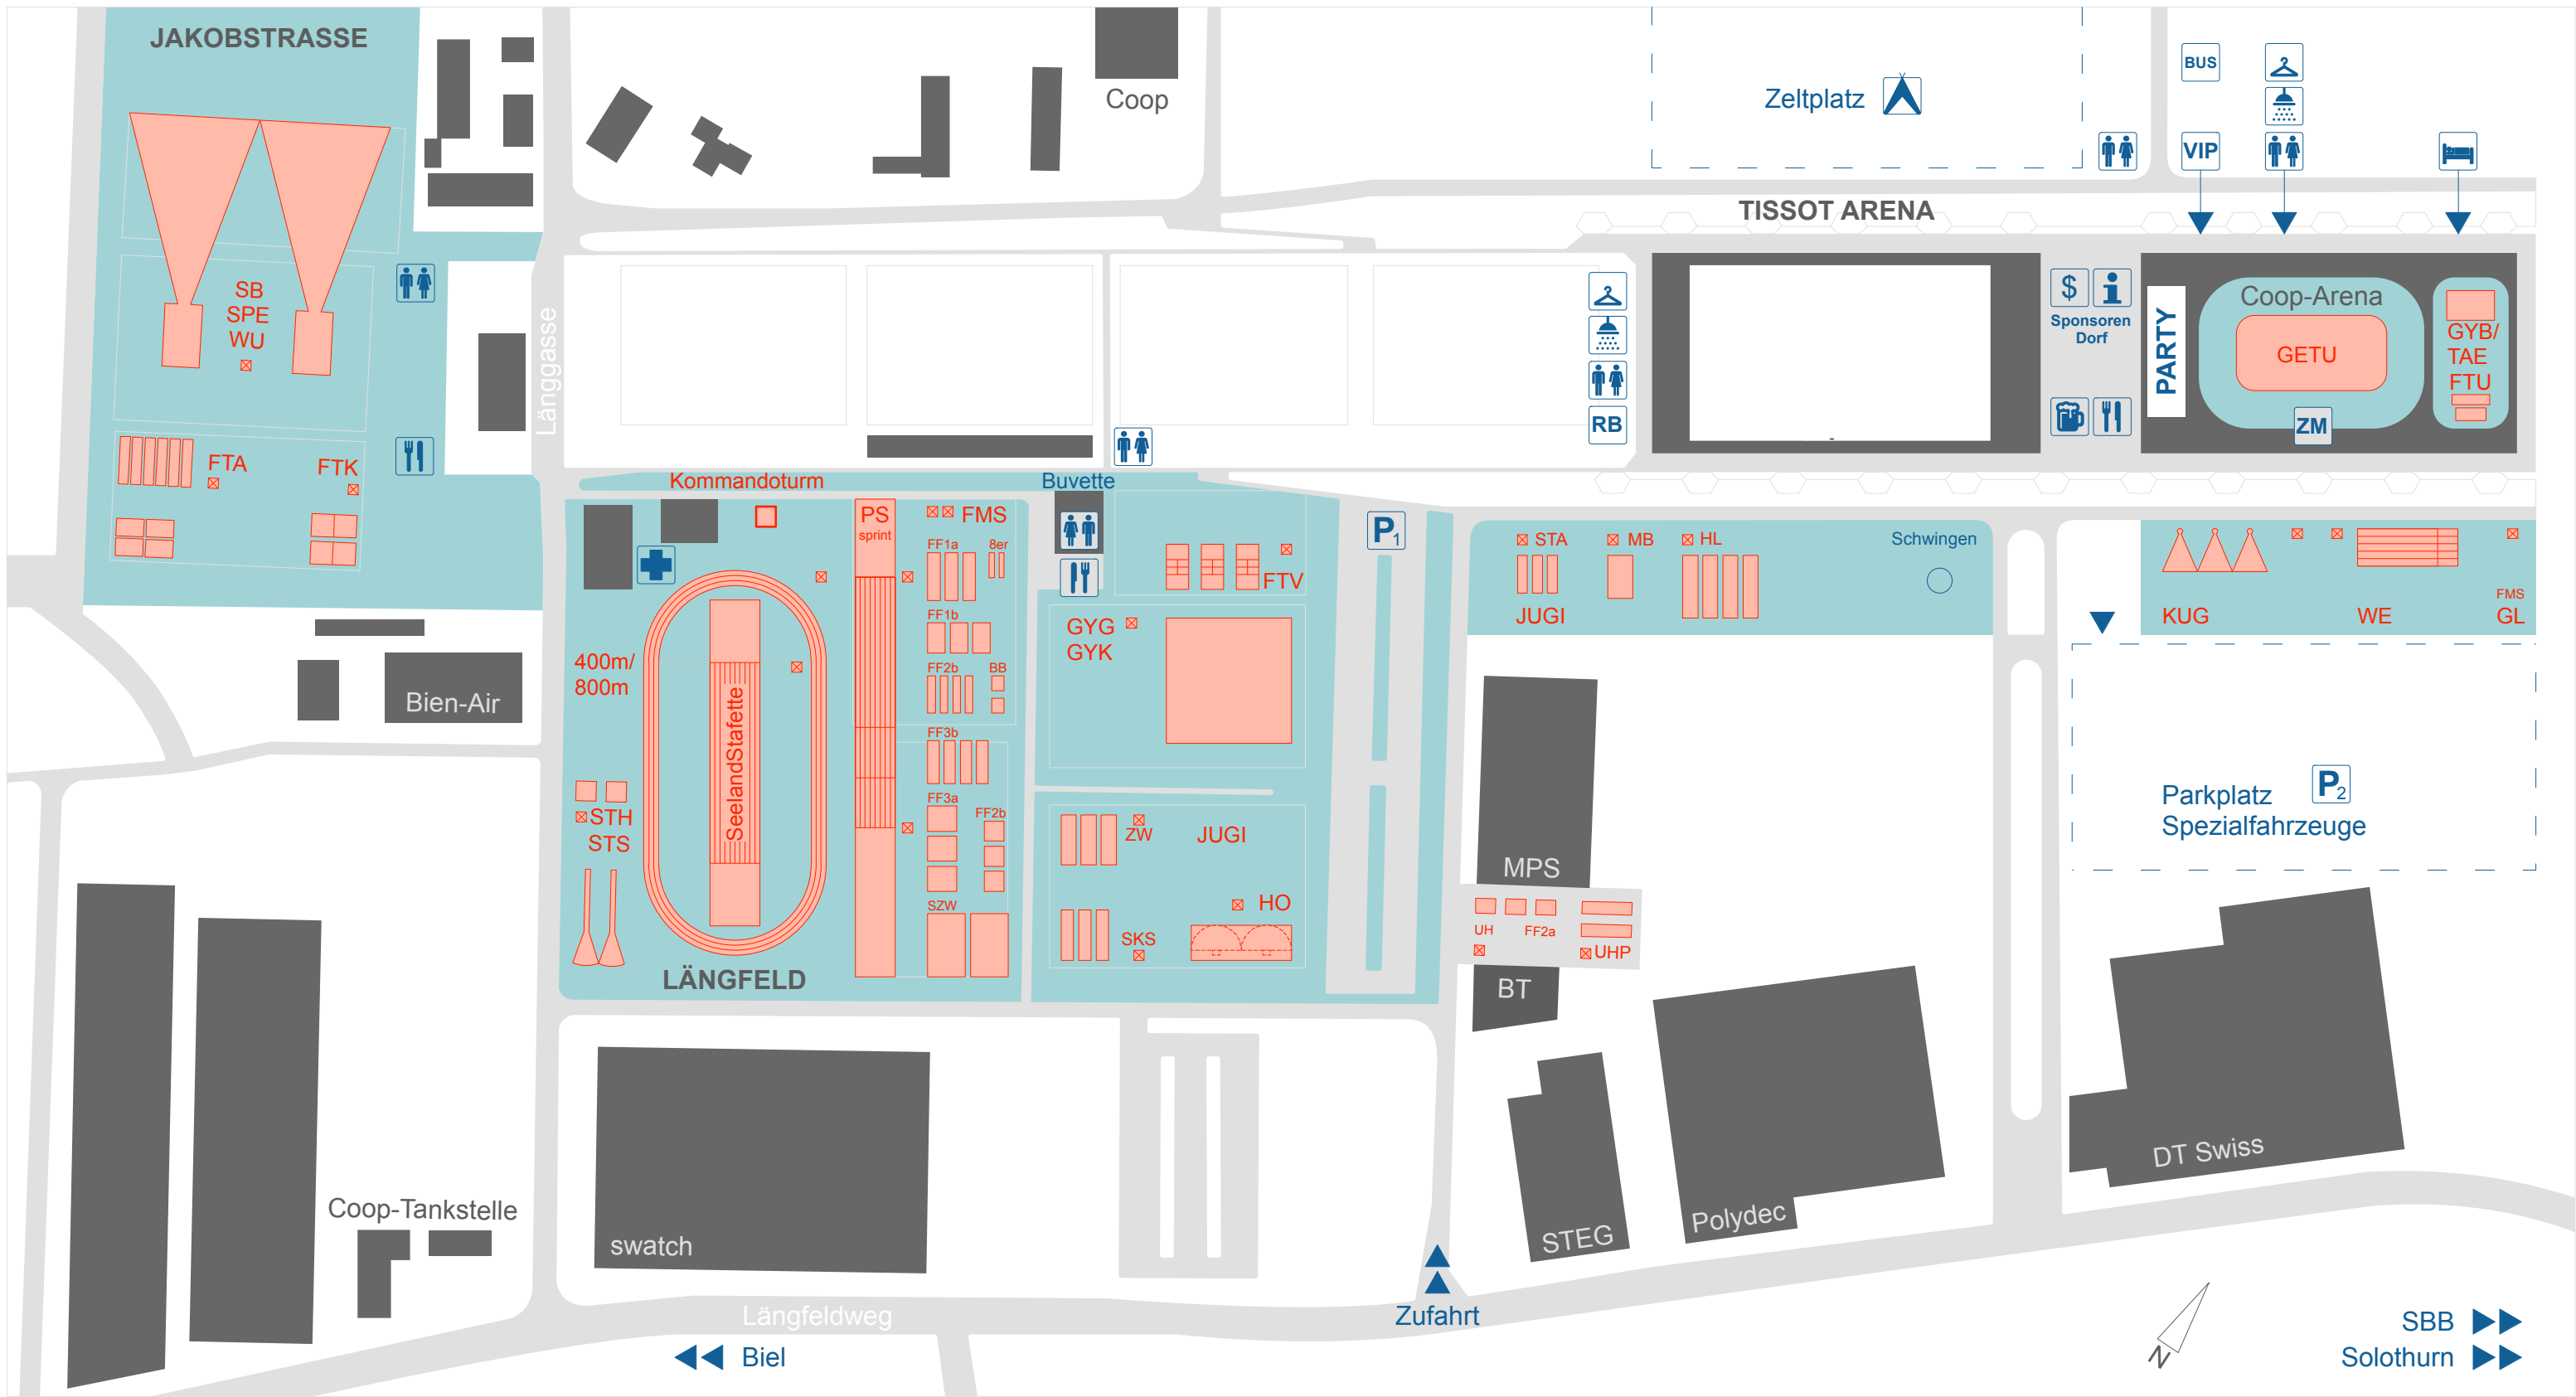 JAKOBSTRASSE
Coop
Zeltplatz
BUS
VIP
TISSOT ARENA
SB
SPE
WU
Länggasse
RB
$
i
Sponsoren
Dorf
PARTY
Coop-Arena
GETU
ZM
GYB/
TAE
FTU
FTA
FTK
Kommandoturm
Buvette
PS
sprint
FMS
FF1a
8er
FF1b
FF2b
BB
FF3b
FF3a
FF2b
SZW
400m/
800m
SeelandStafette
STH
STS
LÄNGFELD
FTV
GYG
GYK
ZW
JUGI
HO
SKS
P1
STA
MB
HL
JUGI
Schwingen
KUG
WE
FMS
GL
Bien-Air
Parkplatz
Spezialfahrzeuge
P2
MPS
UH
FF2a
UHP
BT
STEG
Polydec
DT Swiss
Coop-Tankstelle
swatch
Längfeldweg
Zufahrt
Biel
N
SBB
Solothurn